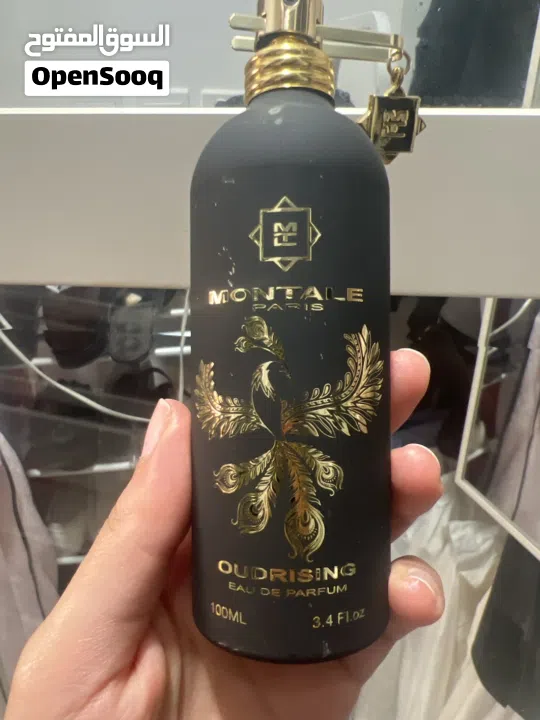 السوق المفتوح
OpenSooq
MONTALE
PARIS
OUDRISING
EAU DE PARFUM
100ML 3.4 Fl.oz